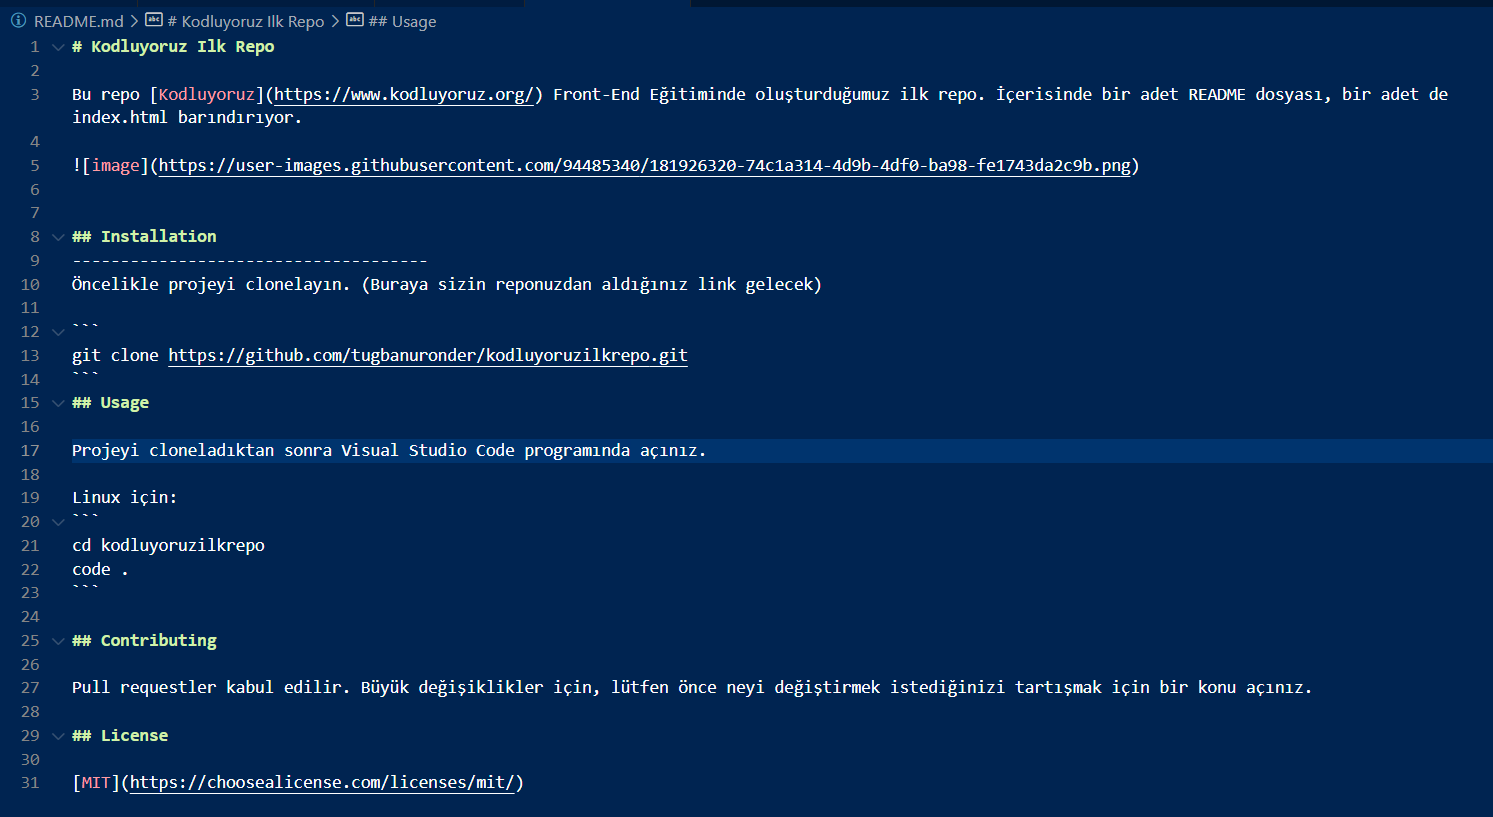 README.md > # Kodluyoruz Ilk Repo > ## Usage
1 # Kodluyoruz Ilk Repo
2
3 Bu repo [Kodluyoruz](https://www.kodluyoruz.org/) Front-End Eğitiminde oluşturduğumuz ilk repo. İçerisinde bir adet README dosyası, bir adet de
index.html barındırıyor.
4
5 ![image](https://user-images.githubusercontent.com/94485340/181926320-74c1a314-4d9b-4df0-ba98-fe1743da2c9b.png)
6
7
8 ## Installation
9 -------------------------------------
10 Öncelikle projeyi clonelayın. (Buraya sizin reponuzdan aldığınız link gelecek)
11
12 ```
13 git clone https://github.com/tugbanuronder/kodluyoruzilkrepo.git
14 ```
15 ## Usage
16
17 Projeyi cloneladıktan sonra Visual Studio Code programında açınız.
18
19 Linux için:
20 ```
21 cd kodluyoruzilkrepo
22 code .
23 ```
24
25 ## Contributing
26
27 Pull requestler kabul edilir. Büyük değişiklikler için, lütfen önce neyi değiştirmek istediğinizi tartışmak için bir konu açınız.
28
29 ## License
30
31 [MIT](https://choosealicense.com/licenses/mit/)